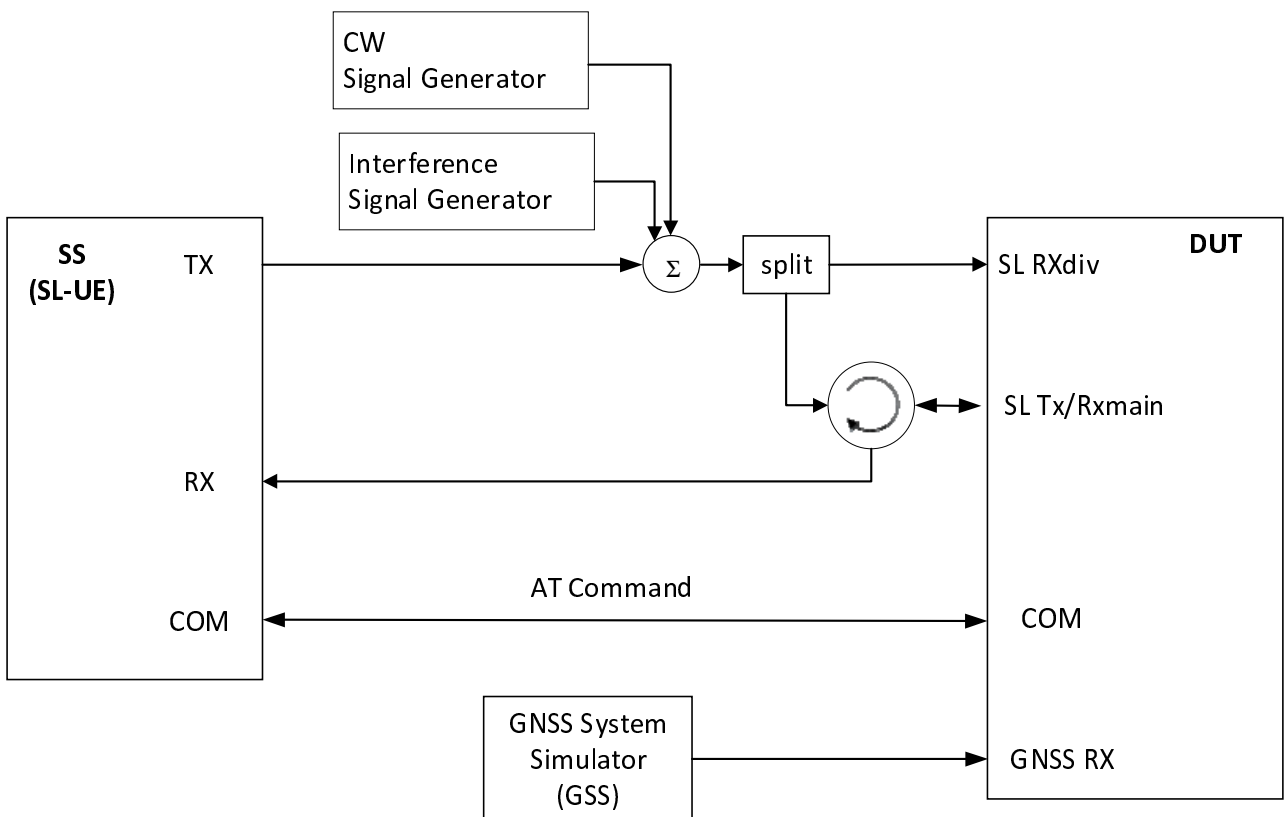 CW
Signal Generator
Interference
Signal Generator
SS
(SL-UE)
TX
Σ
split
SL RXdiv
DUT
SL Tx/Rxmain
RX
AT Command
COM
COM
GNSS System
Simulator
(GSS)
GNSS RX